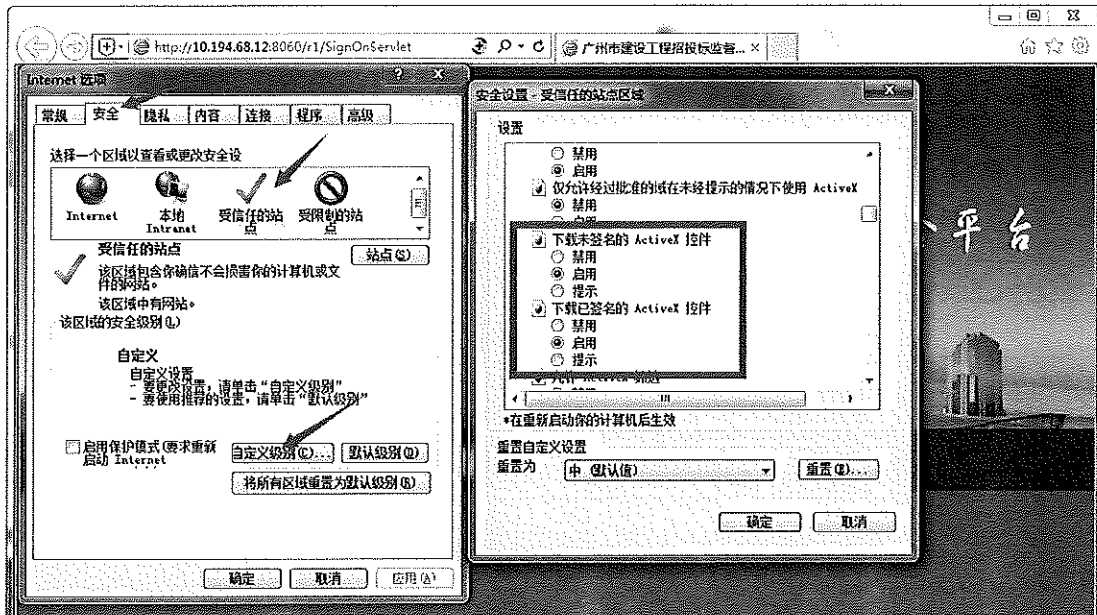 http://10.194.68.12:8060/r1/SignOnServlet
广州市建设工程招投标监督... ×
Internet 选项
常规
安全
隐私
内容
连接
程序
高级
选择一个区域以查看或更改安全设
Internet
本地
Intranet
受信任的站
点
受限制的站
点
受信任的站点
站点(S)
该区域包含你确信不会损害你的计算机或文
件的网站。
该区域中有网站。
该区域的安全级别(L)
自定义
自定义设置
- 要更改设置，请单击“自定义级别”
- 要使用推荐的设置，请单击“默认级别”
启用保护模式(要求重新
启动 Internet
自定义级别(C)...
默认级别(D)
将所有区域重置为默认级别(R)
确定
取消
应用(A)
安全设置 - 受信任的站点区域
设置
禁用
启用
仅允许经过批准的域在未经提示的情况下使用 ActiveX
禁用
下载未签名的 ActiveX 控件
禁用
启用
提示
下载已签名的 ActiveX 控件
禁用
启用
提示
*在重新启动你的计算机后生效
重置自定义设置
重置为
中 (默认值)
重置(E)...
确定
取消
平台